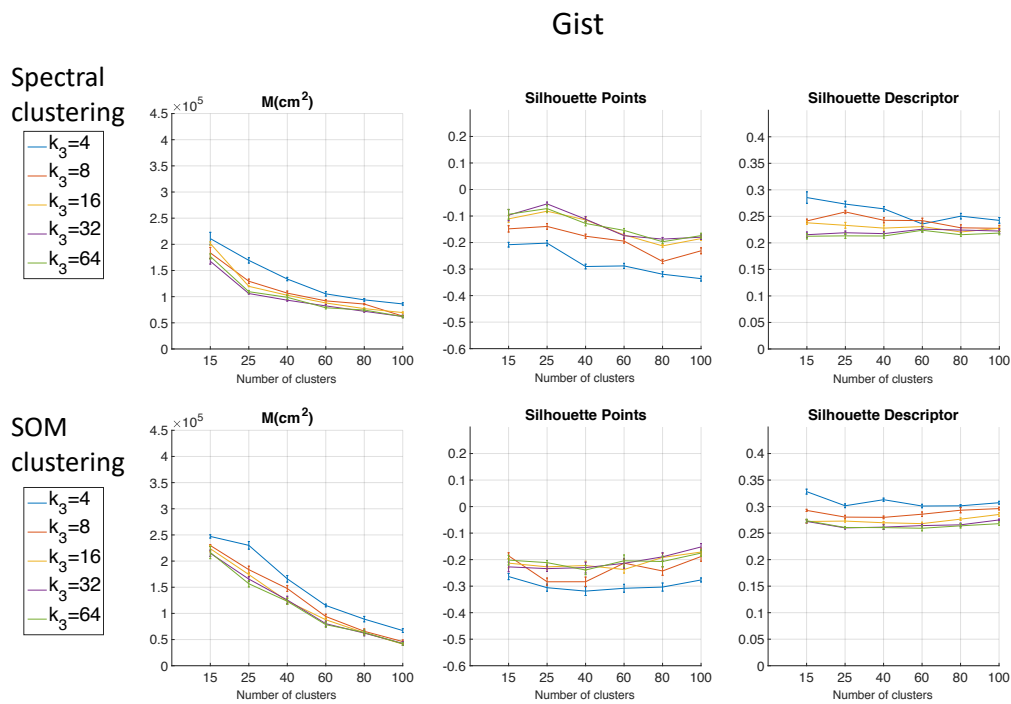 Gist
Spectral
clustering
k3=4
k3=8
k3=16
k3=32
k3=64
M(cm2)
×10^5
4.5
4
3.5
3
2.5
2
1.5
1
0.5
0
15 25 40 60 80 100
Number of clusters
Silhouette Points
0.2
0.1
0
-0.1
-0.2
-0.3
-0.4
-0.5
-0.6
15 25 40 60 80 100
Number of clusters
Silhouette Descriptor
0.4
0.35
0.3
0.25
0.2
0.15
0.1
0.05
0
15 25 40 60 80 100
Number of clusters
SOM
clustering
k3=4
k3=8
k3=16
k3=32
k3=64
M(cm2)
×10^5
4.5
4
3.5
3
2.5
2
1.5
1
0.5
0
15 25 40 60 80 100
Number of clusters
Silhouette Points
0.2
0.1
0
-0.1
-0.2
-0.3
-0.4
-0.5
-0.6
15 25 40 60 80 100
Number of clusters
Silhouette Descriptor
0.4
0.35
0.3
0.25
0.2
0.15
0.1
0.05
0
15 25 40 60 80 100
Number of clusters